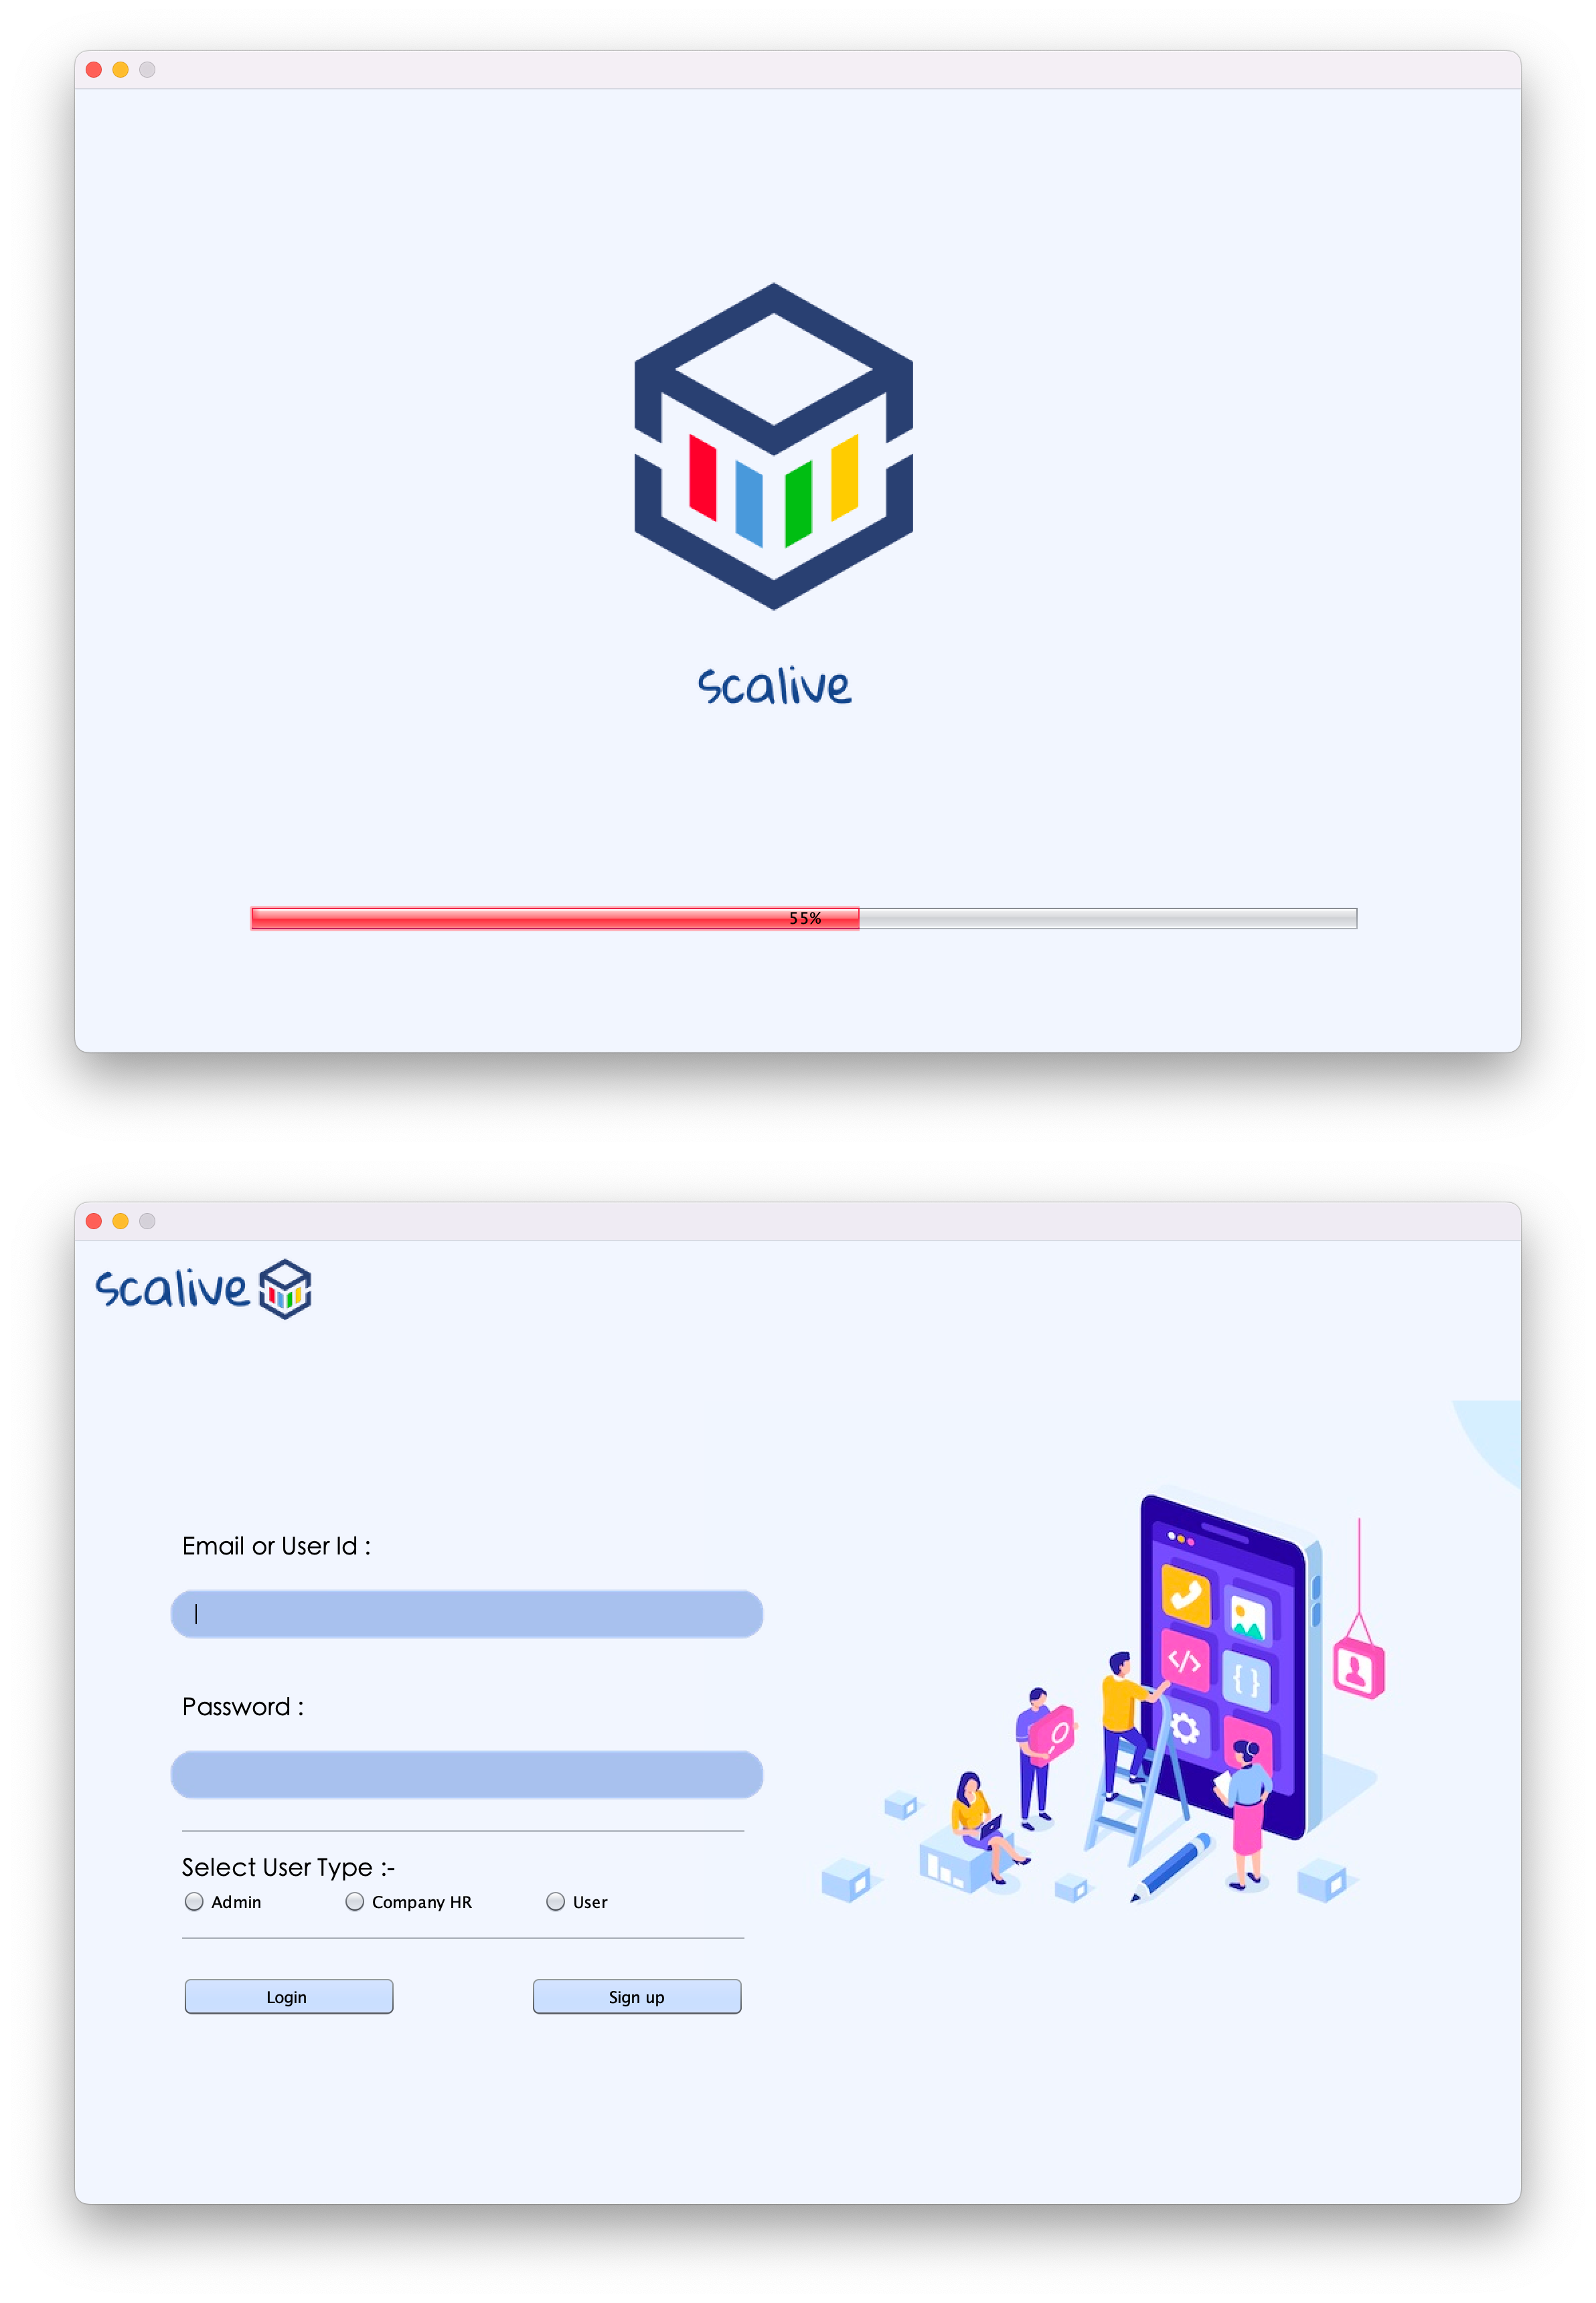 scalive
55%
scalive
Email or User Id :
Password :
Select User Type :-
Admin Company HR User
Login Sign up